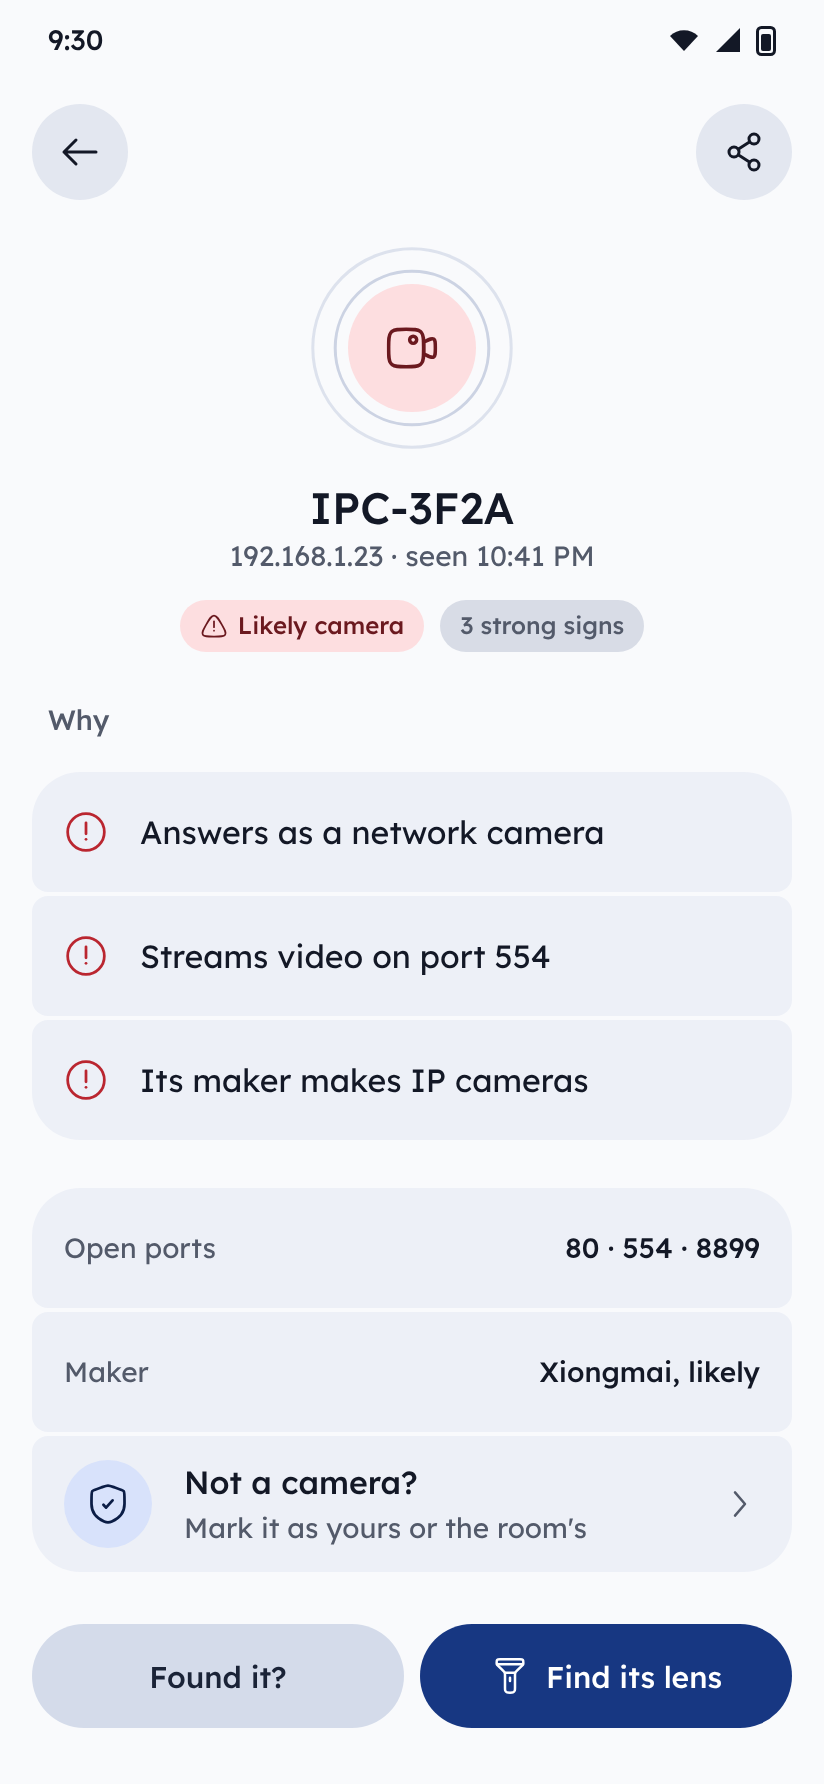 9:30
IPC-3F2A
192.168.1.23 · seen 10:41 PM
Likely camera
3 strong signs
Why
Answers as a network camera
Streams video on port 554
Its maker makes IP cameras
Open ports
80 · 554 · 8899
Maker
Xiongmai, likely
Not a camera?
Mark it as yours or the room's
Found it?
Find its lens